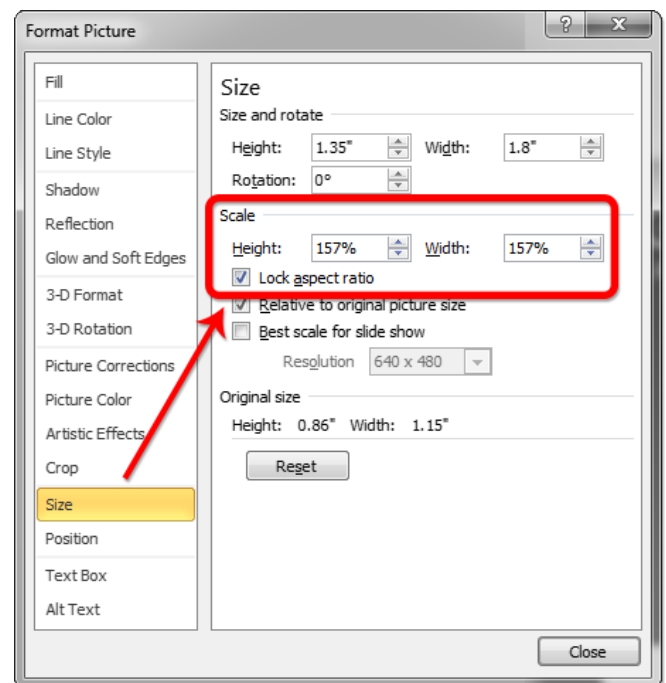 Format Picture
Fill
Line Color
Line Style
Shadow
Reflection
Glow and Soft Edges
3-D Format
3-D Rotation
Picture Corrections
Picture Color
Artistic Effects
Crop
Size
Position
Text Box
Alt Text
Size
Size and rotate
Height: 1.35" Width: 1.8"
Rotation: 0°
Scale
Height: 157% Width: 157%
Lock aspect ratio
Relative to original picture size
Best scale for slide show
Resolution 640 x 480
Original size
Height: 0.86" Width: 1.15"
Reset
Close